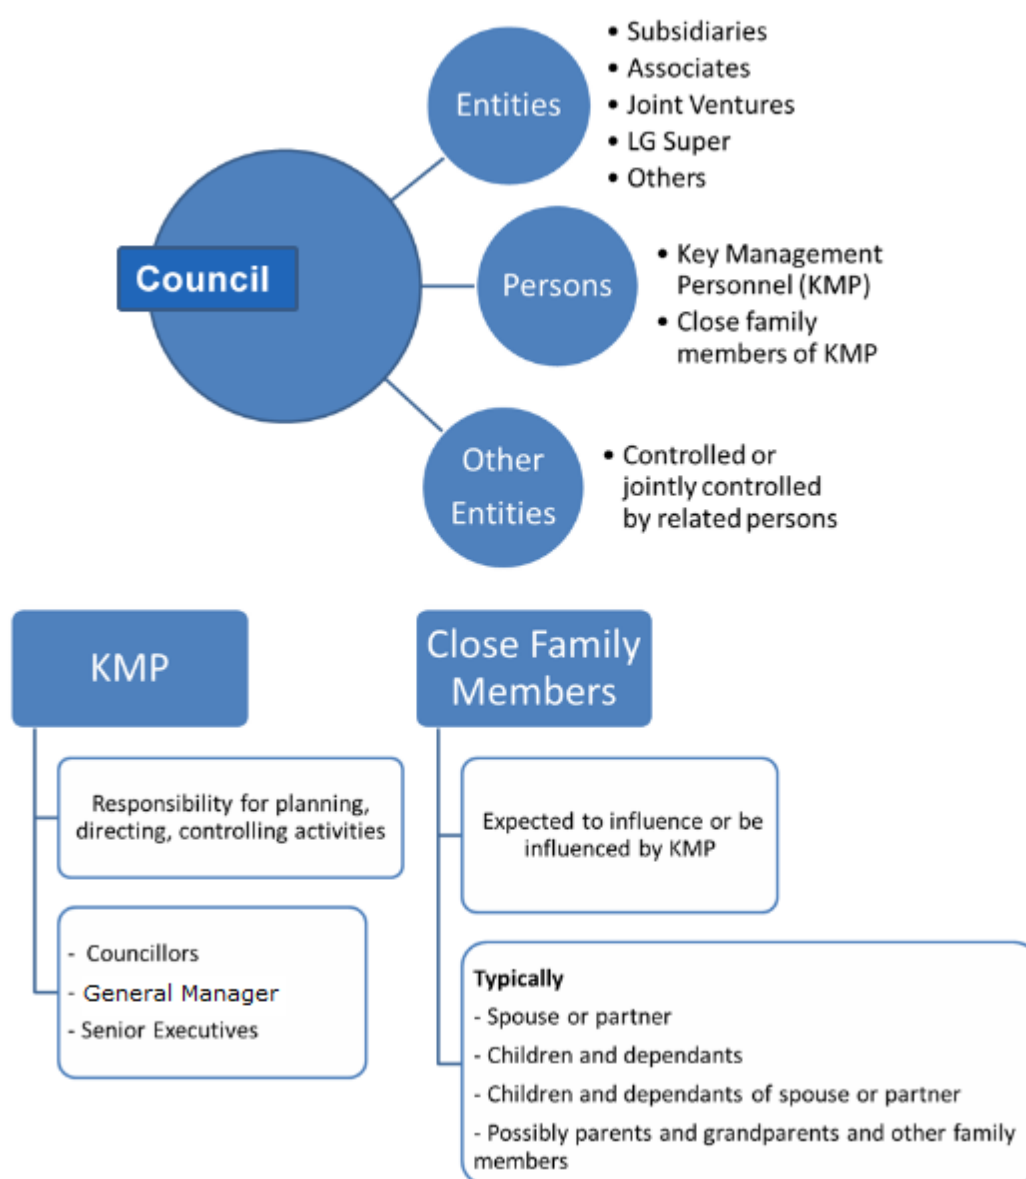 Council
Entities
• Subsidiaries
• Associates
• Joint Ventures
• LG Super
• Others
Persons
• Key Management
Personnel (KMP)
• Close family
members of KMP
Other
Entities
• Controlled or
jointly controlled
by related persons
KMP
Responsibility for planning,
directing, controlling activities
- Councillors
- General Manager
- Senior Executives
Close Family
Members
Expected to influence or be
influenced by KMP
Typically
- Spouse or partner
- Children and dependants
- Children and dependants of spouse or partner
- Possibly parents and grandparents and other family
members